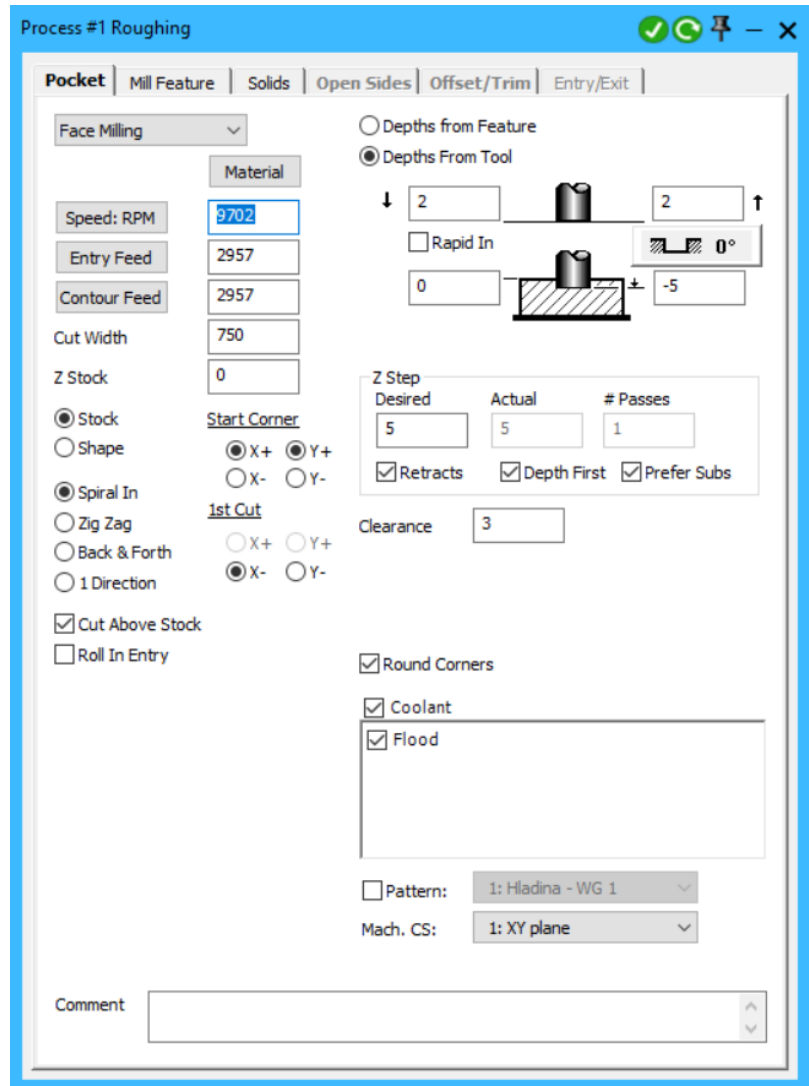 Process #1 Roughing
Pocket Mill Feature Solids Open Sides Offset/Trim Entry/Exit
Face Milling
Depths from Feature
Depths From Tool
Material
2 2
Speed: RPM 9702
Rapid In
0°
Entry Feed 2957
Contour Feed 2957
0 -5
Cut Width 750
Z Stock 0
Z Step
Desired Actual # Passes
5 5 1
Retracts Depth First Prefer Subs
Stock
Shape
Start Corner
X+ Y+
X- Y-
Spiral In
Zig Zag
Back & Forth
1 Direction
1st Cut
X+ Y+
X- Y-
Clearance 3
Cut Above Stock
Roll In Entry
Round Corners
Coolant
Flood
Pattern: 1: Hladina - WG 1
Mach. CS: 1: XY plane
Comment